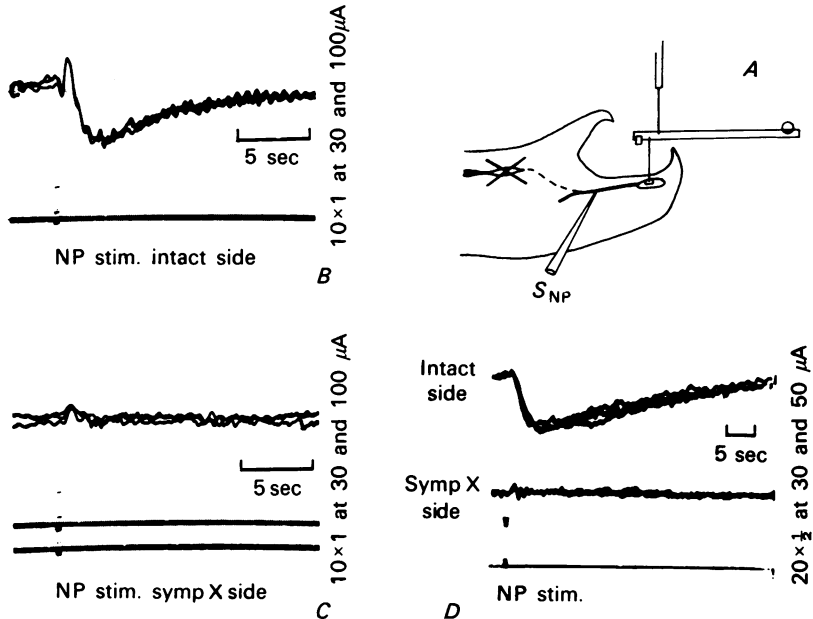 10×1 at 30 and 100μA
5 sec
NP stim. intact side
B
A
S_NP
10×1 at 30 and 100 μA
5 sec
NP stim. symp X side
C
Intact
side
5 sec
Symp X
side
20×½ at 30 and 50 μA
NP stim.
D